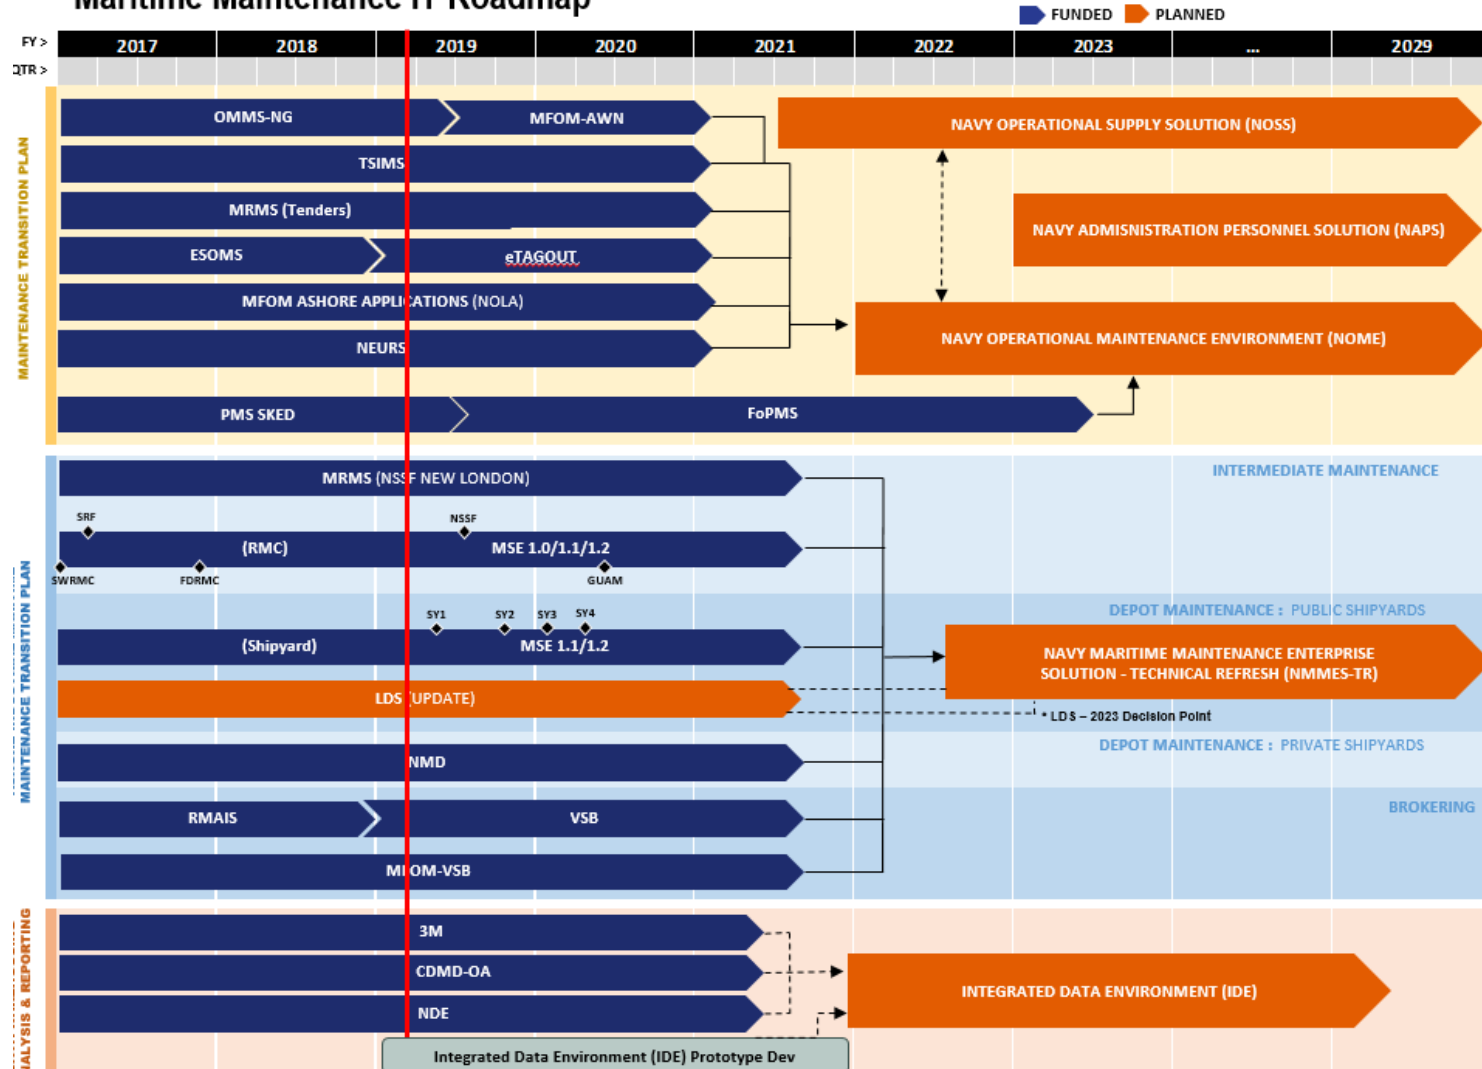 Maritime Maintenance IT Roadmap
FUNDED PLANNED
FY > 2017 2018 2019 2020 2021 2022 2023 ... 2029
QTR >
MAINTENANCE TRANSITION PLAN
OMMS-NG MFOM-AWN
NAVY OPERATIONAL SUPPLY SOLUTION (NOSS)
TSIMS
MRMS (Tenders)
NAVY ADMISNISTRATION PERSONNEL SOLUTION (NAPS)
ESOMS eTAGOUT
MFOM ASHORE APPLICATIONS (NOLA)
NAVY OPERATIONAL MAINTENANCE ENVIRONMENT (NOME)
NEURS
PMS SKED FoPMS
MAINTENANCE TRANSITION PLAN
INTERMEDIATE MAINTENANCE
MRMS (NSSF NEW LONDON)
SRF NSSF
(RMC) MSE 1.0/1.1/1.2
SWRMC FDRMC GUAM
DEPOT MAINTENANCE : PUBLIC SHIPYARDS
SY1 SY2 SY3 SY4
(Shipyard) MSE 1.1/1.2
NAVY MARITIME MAINTENANCE ENTERPRISE
SOLUTION - TECHNICAL REFRESH (NMMES-TR)
LDS (UPDATE)
* LDS – 2023 Decision Point
DEPOT MAINTENANCE : PRIVATE SHIPYARDS
NMD
BROKERING
RMAIS VSB
MFOM-VSB
ALYSIS & REPORTING
3M
CDMD-OA
INTEGRATED DATA ENVIRONMENT (IDE)
NDE
Integrated Data Environment (IDE) Prototype Dev